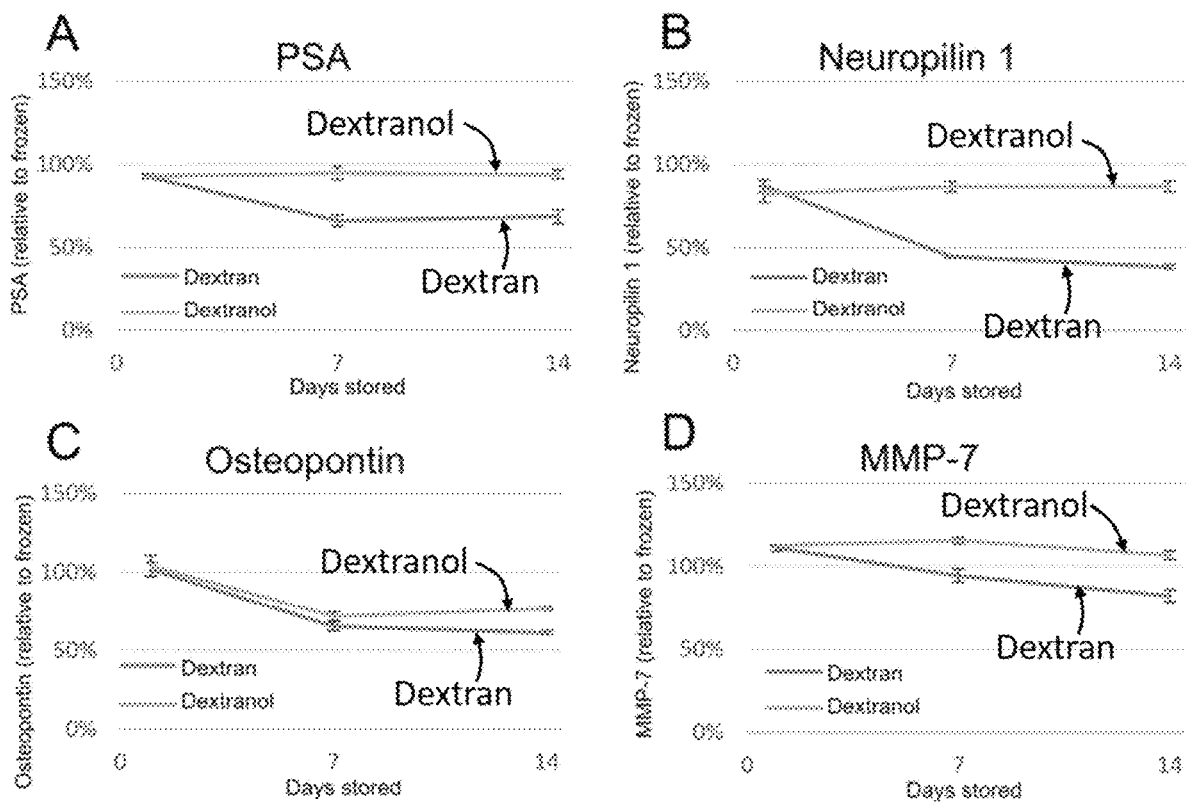 A
PSA
PSA (relative to frozen)
150%
100%
50%
0%
Dextranol
Dextran
Dextran
Dextranol
0
7
14
Days stored
B
Neuropilin 1
Neuropilin 1 (relative to frozen)
150%
100%
50%
0%
Dextranol
Dextran
Dextranol
Dextran
0
7
14
Days stored
C
Osteopontin
Osteopontin (relative to frozen)
150%
100%
50%
0%
Dextranol
Dextran
Dextran
Dextranol
0
7
14
Days stored
D
MMP-7
MMP-7 (relative to frozen)
150%
100%
50%
0%
Dextranol
Dextran
Dextran
Dextranol
0
7
14
Days stored